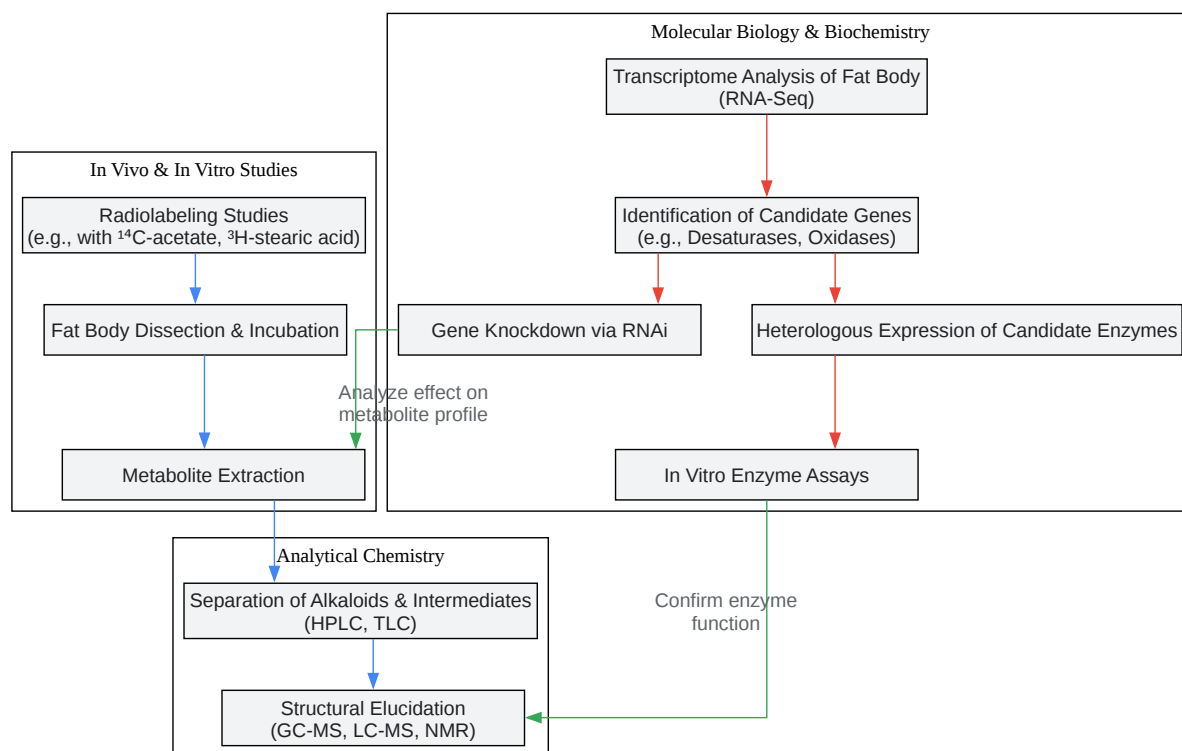 Molecular Biology & Biochemistry
Transcriptome Analysis of Fat Body
(RNA-Seq)
In Vivo & In Vitro Studies
Radiolabeling Studies
(e.g., with ¹⁴C-acetate, ³H-stearic acid)
Identification of Candidate Genes
(e.g., Desaturases, Oxidases)
Fat Body Dissection & Incubation
Gene Knockdown via RNAi
Heterologous Expression of Candidate Enzymes
Analyze effect on
metabolite profile
Metabolite Extraction
In Vitro Enzyme Assays
Analytical Chemistry
Separation of Alkaloids & Intermediates
(HPLC, TLC)
Confirm enzyme
function
Structural Elucidation
(GC-MS, LC-MS, NMR)